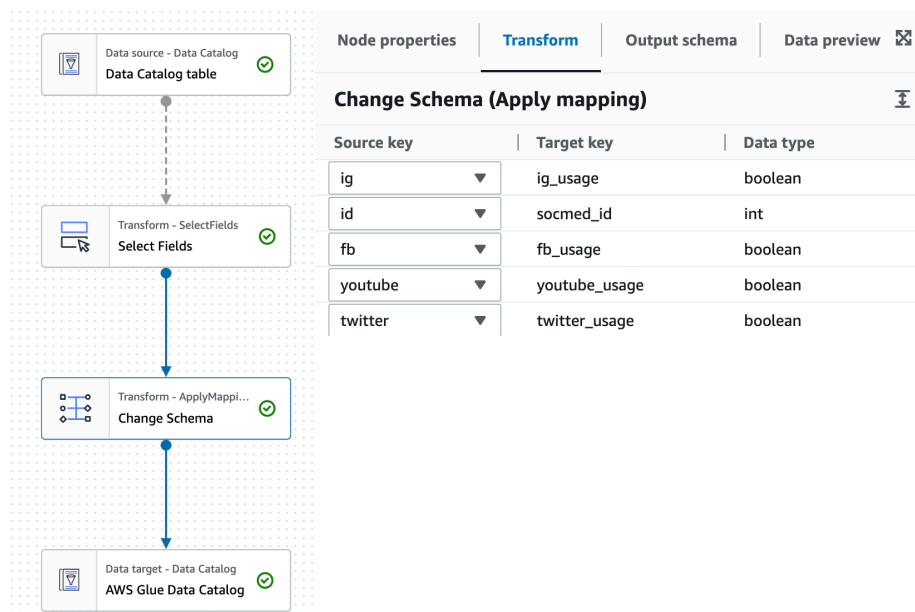 Data source - Data Catalog
Data Catalog table
Transform - SelectFields
Select Fields
Transform - ApplyMappi...
Change Schema
Data target - Data Catalog
AWS Glue Data Catalog
Node properties Transform Output schema Data preview
Change Schema (Apply mapping)
Source key Target key Data type
ig ig_usage boolean
id socmed_id int
fb fb_usage boolean
youtube youtube_usage boolean
twitter twitter_usage boolean